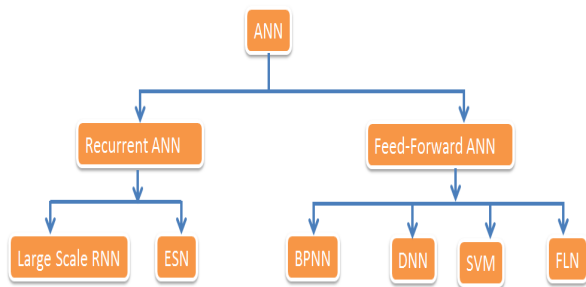 ANN
Recurrent ANN
Feed-Forward ANN
Large Scale RNN
ESN
BPNN
DNN
SVM
FLN